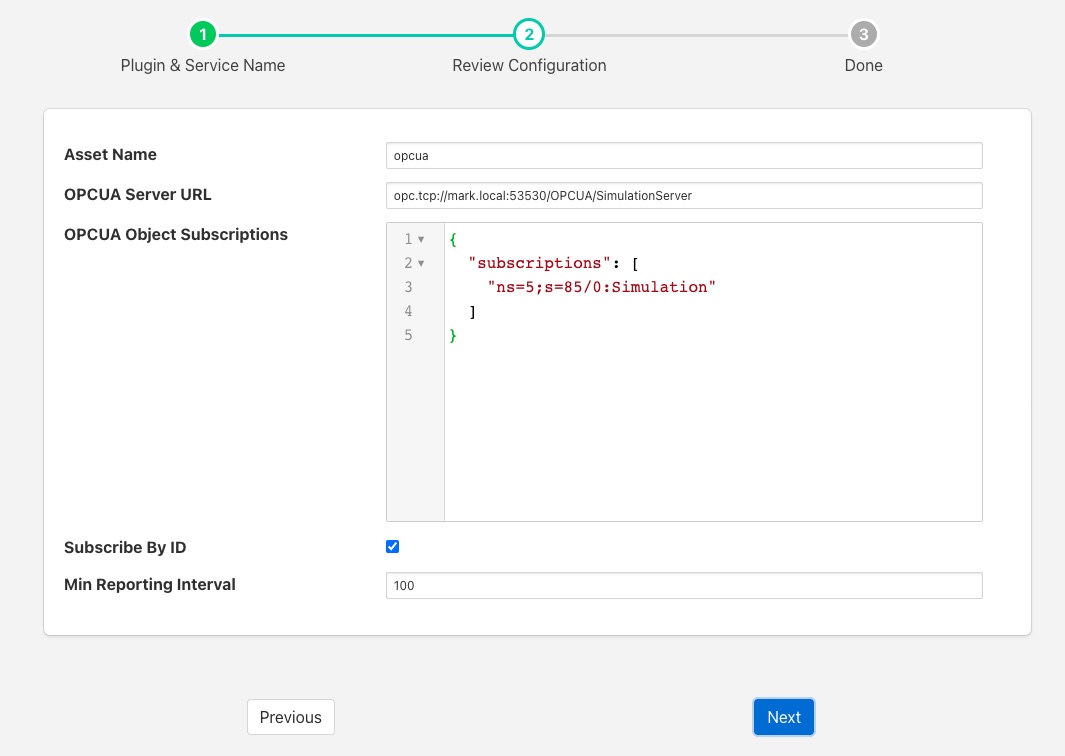 1 2 3
Plugin & Service Name Review Configuration Done
Asset Name opcua
OPCUA Server URL opc.tcp://mark.local:53530/OPCUA/SimulationServer
OPCUA Object Subscriptions 1 {
2 "subscriptions": [
3 "ns=5;s=85/0:Simulation"
4 ]
5 }
Subscribe By ID
Min Reporting Interval 100
Previous Next